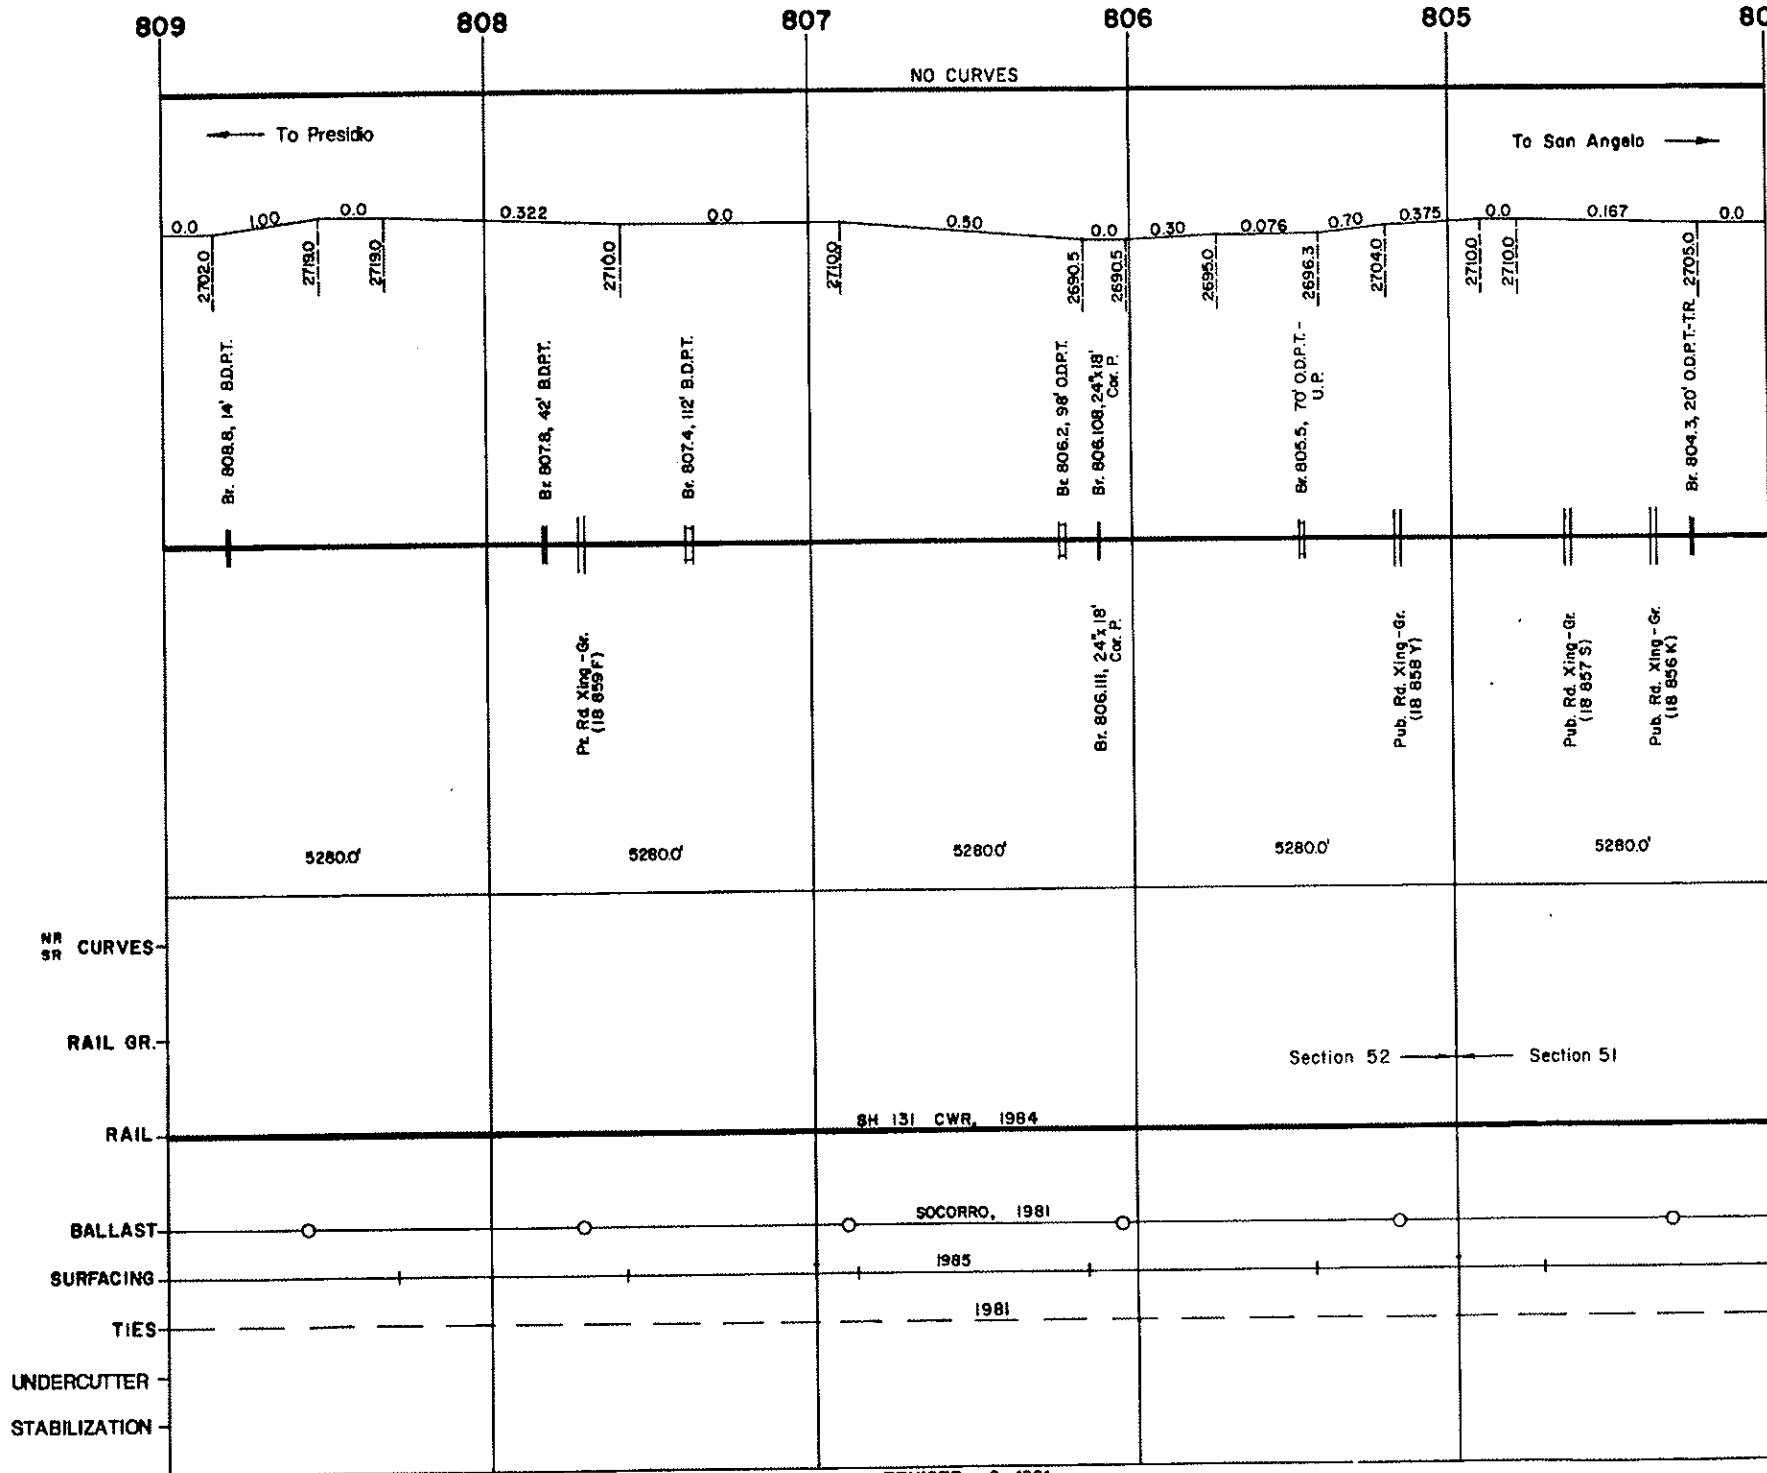 809
808
807
806
805
NO CURVES
To Presidio
To San Angelo
0.0
1.00
0.0
0.322
0.0
0.50
0.0
0.30
0.076
0.70
0.375
0.0
0.167
0.0
2702.0
2719.0
2719.0
2710.0
2710.0
2690.5
2690.5
2695.0
2696.3
2704.0
2710.0
2710.0
2705.0
Br. 808.8, 14' B.D.P.T.
Br. 807.8, 42' B.D.P.T.
Br. 807.4, 112' B.D.P.T.
Br. 806.2, 98' O.D.P.T.
Br. 806.108, 24"x18'
Cor. P.
Br. 805.5, 70' O.D.P.T.-
U.P.
Br. 804.3, 20' O.D.P.T.-T.R.
Pr. Rd. Xing-Gr.
(18 859 F)
Br. 806.111, 24"x18'
Cor. P.
Pub. Rd. Xing-Gr.
(18 858 Y)
Pub. Rd. Xing-Gr.
(18 857 S)
Pub. Rd. Xing-Gr.
(18 856 K)
5280.0'
5280.0'
5280.0'
5280.0'
5280.0'
NR
SR
CURVES
RAIL GR.
Section 52
Section 51
RAIL
SH 131 CWR, 1984
BALLAST
SOCORRO, 1981
SURFACING
1985
TIES
1981
UNDERCUTTER
STABILIZATION